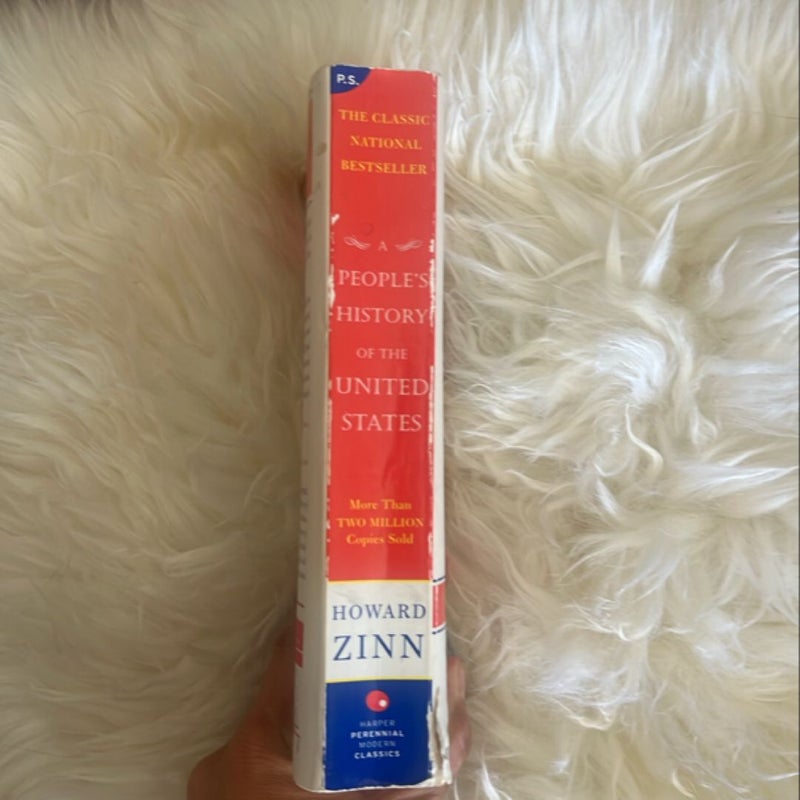 P.S.
THE CLASSIC
NATIONAL
BESTSELLER
A
PEOPLE'S
HISTORY
OF THE
UNITED
STATES
More Than
TWO MILLION
Copies Sold
HOWARD
ZINN
HARPER
PERENNIAL
MODERN
CLASSICS